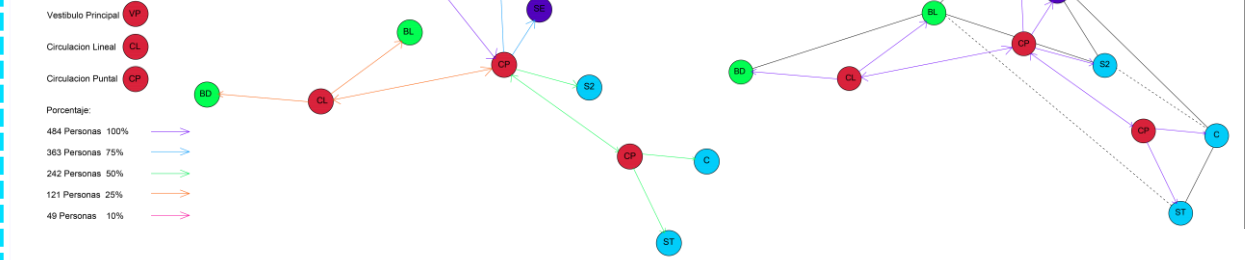 Vestibulo Principal VP
Circulacion Lineal CL
Circulacion Puntal CP
Porcentaje:
484 Personas 100%
363 Personas 75%
242 Personas 50%
121 Personas 25%
49 Personas 10%
SE
BL
CP
S2
BD
CL
CP
C
ST
BL
CP
S2
BD
CL
CP
C
ST